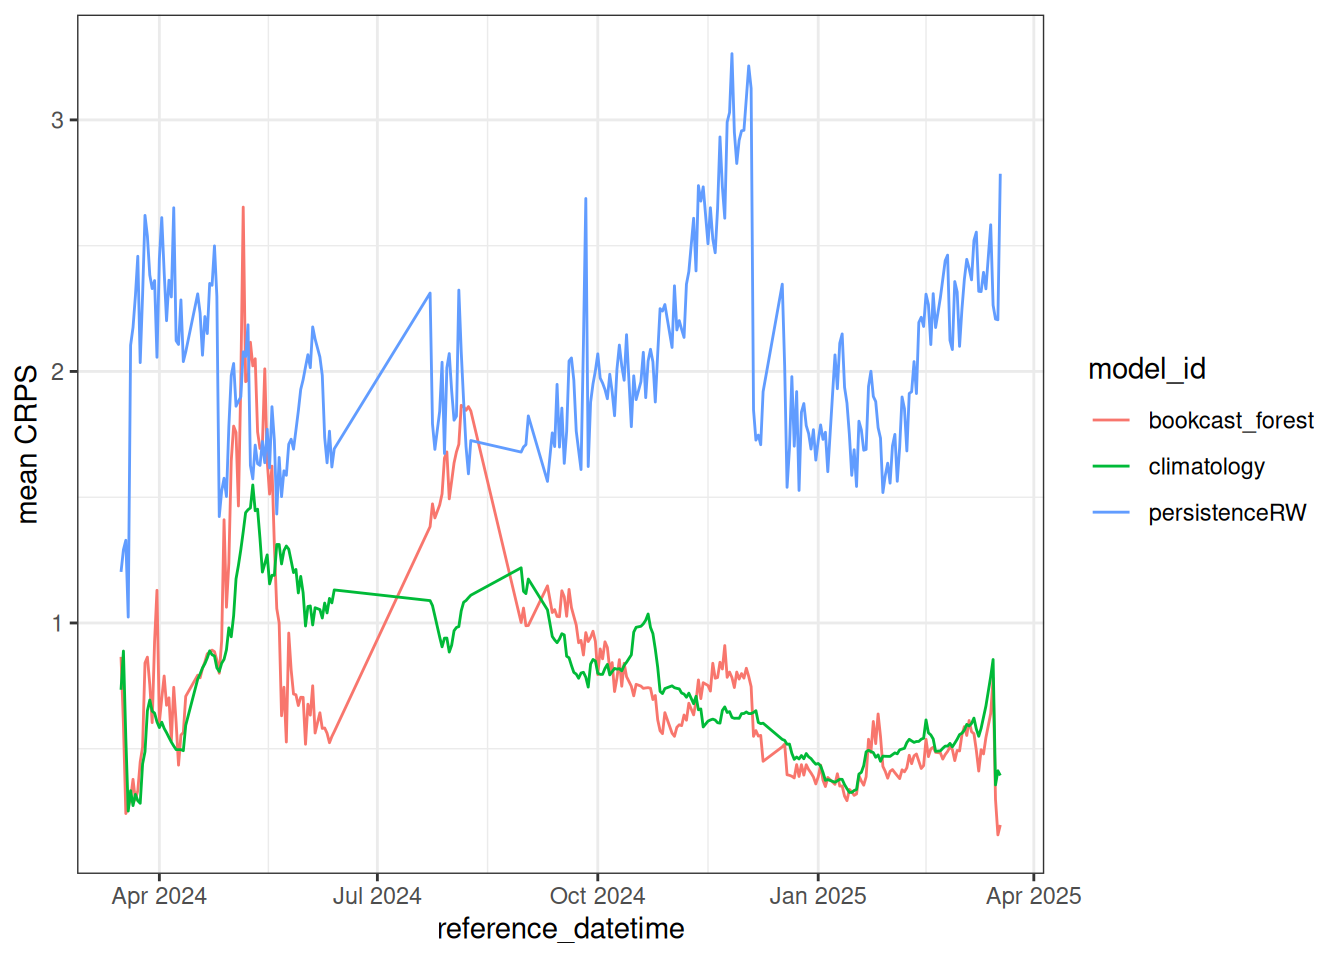 3
2
1
mean CRPS
Apr 2024
Jul 2024
Oct 2024
Jan 2025
Apr 2025
reference_datetime
model_id
bookcast_forest
climatology
persistenceRW